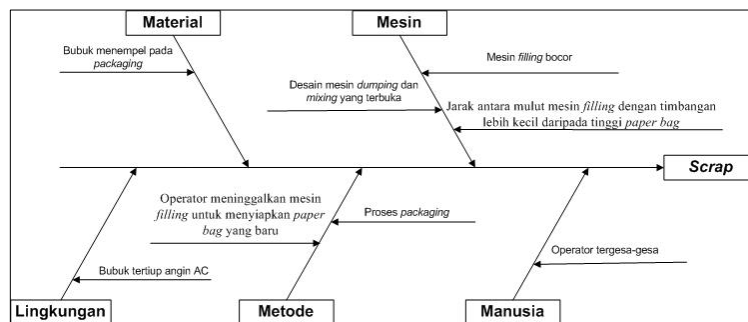 Material
Mesin
Bubuk menempel pada
packaging
Mesin filling bocor
Desain mesin dumping dan
mixing yang terbuka
Jarak antara mulut mesin filling dengan timbangan
lebih kecil daripada tinggi paper bag
Scrap
Operator meninggalkan mesin
filling untuk menyiapkan paper
bag yang baru
Proses packaging
Bubuk tertiup angin AC
Operator tergesa-gesa
Lingkungan
Metode
Manusia